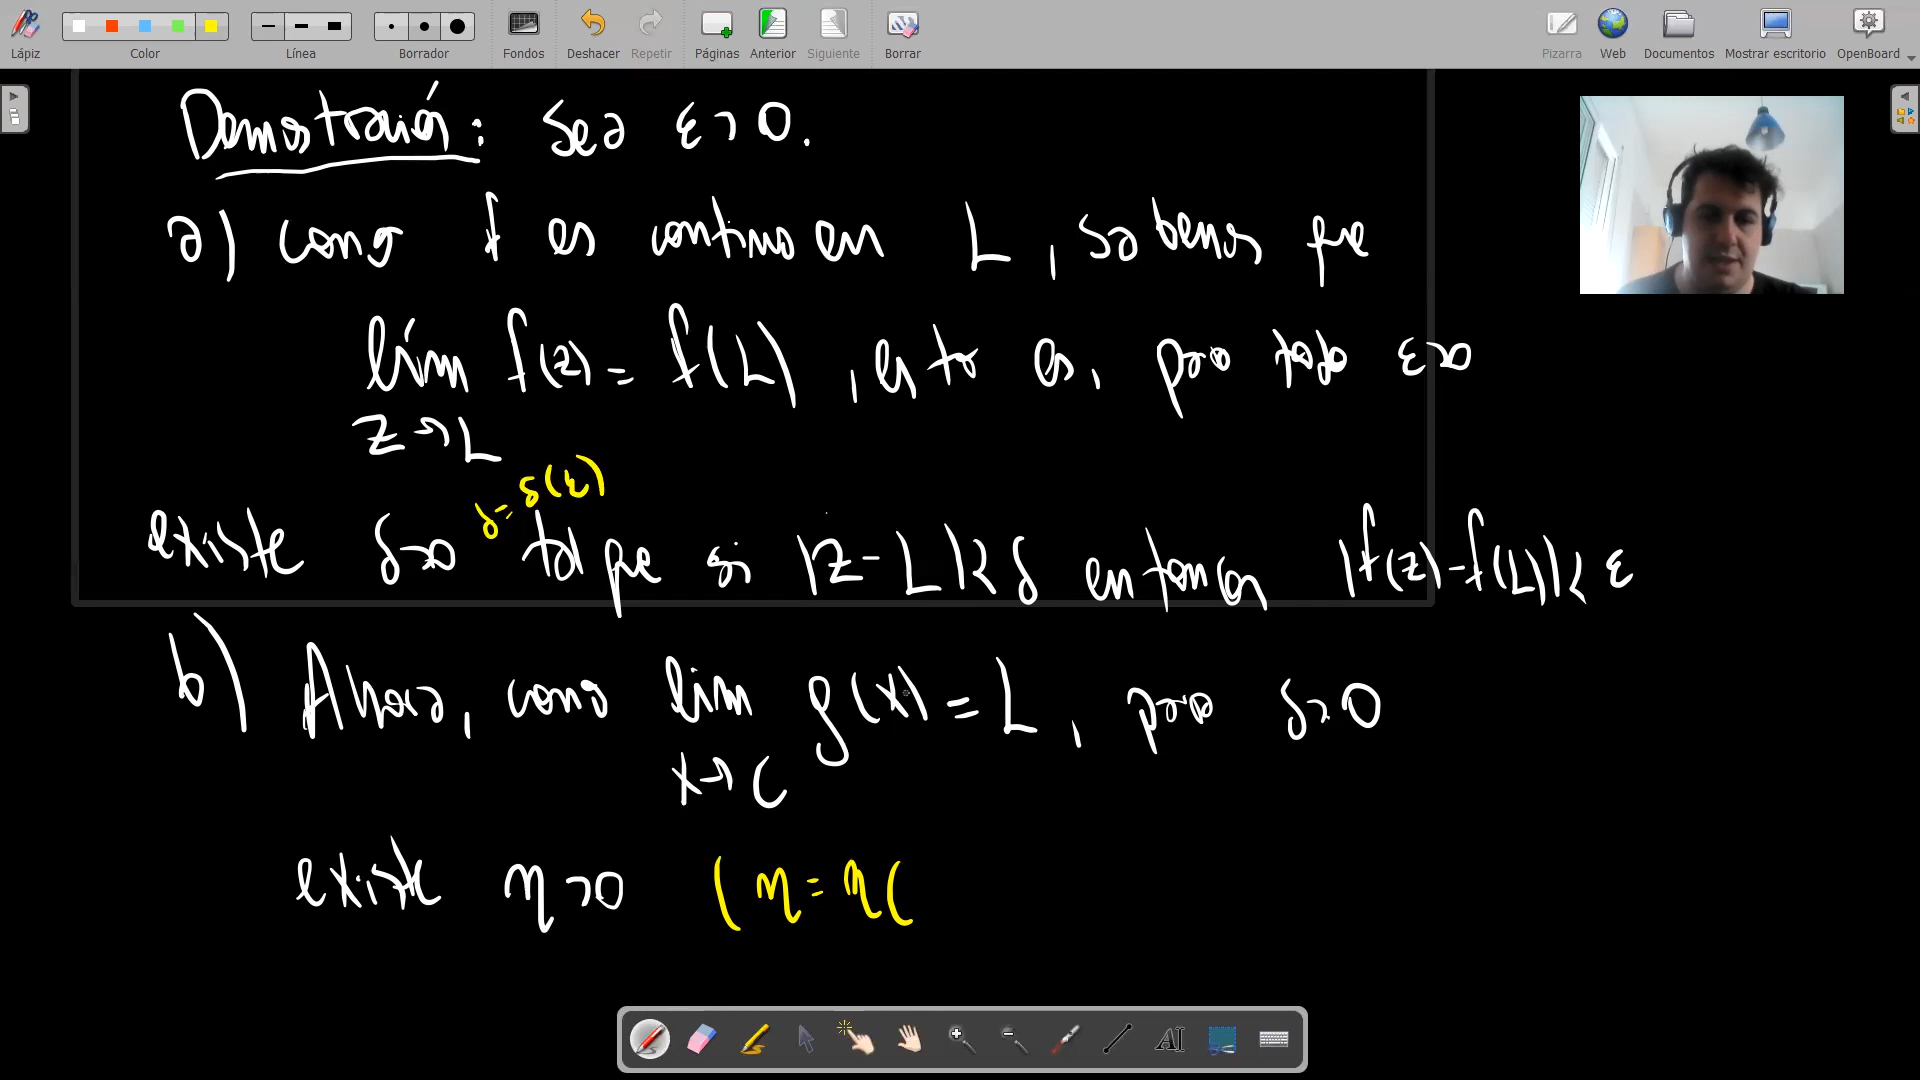 Lápiz Color Línea Borrador Fondos Deshacer Repetir Páginas Anterior Siguiente Borrar Pizarra Web Documentos Mostrar escritorio OpenBoard
Demostración: Sea ε>0.
a) como f es continua en L, sabemos que
lím f(z) = f(L), esto es, para todo ε>0
z→L
δ=δ(ε)
existe δ>0 tal que si |z-L|<δ entonces |f(z)-f(L)|<ε
b) Ahora, como lím g(x) = L, para δ>0
x→c
existe η>0 (η=η(